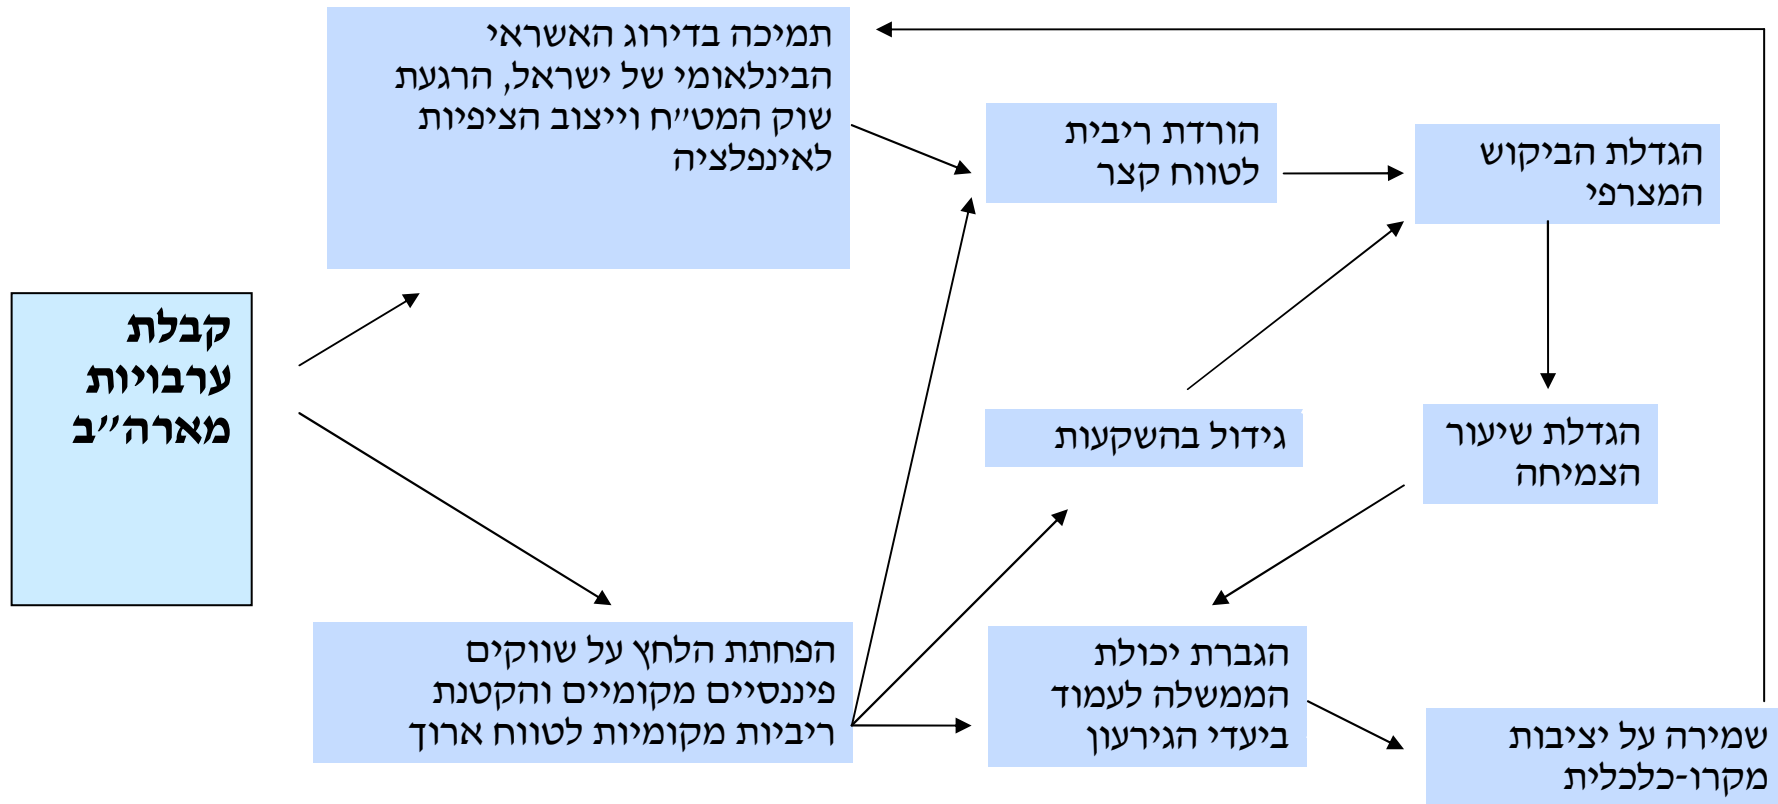 קבלת
ערבויות
מארה״ב
תמיכה בדירוג האשראי
הבינלאומי של ישראל, הרגעת
שוק המט״ח וייצוב הציפיות
לאינפלציה
הורדת ריבית
לטווח קצר
הגדלת הביקוש
המצרפי
גידול בהשקעות
הגדלת שיעור
הצמיחה
הפחתת הלחץ על שווקים
פיננסיים מקומיים והקטנת
ריביות מקומיות לטווח ארוך
הגברת יכולת
הממשלה לעמוד
ביעדי הגירעון
שמירה על יציבות
מקרו-כלכלית